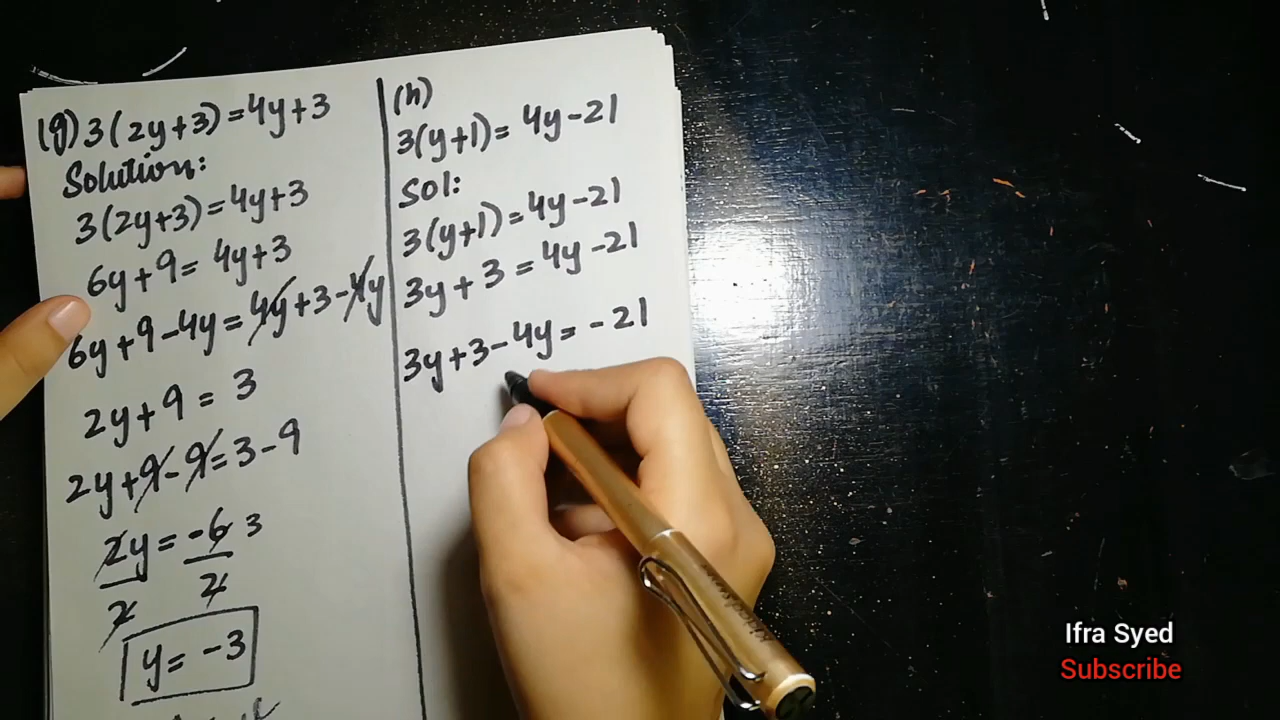 (g) 3(2y+3)=4y+3
Solution:
3(2y+3)=4y+3
6y+9=4y+3
6y+9-4y=4y+3-4y
2y+9=3
2y+9-9=3-9
2y=-6 3
2 2
y=-3
(h)
3(y+1)=4y-21
Sol:
3(y+1)=4y-21
3y+3=4y-21
3y+3-4y=-21
Ifra Syed
Subscribe